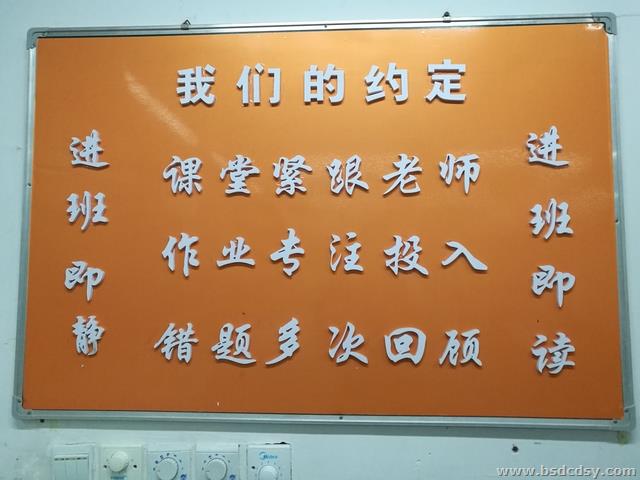 我们的约定
进班即静
课堂紧跟老师
作业专注投入
错题多次回顾
进班即读
Midea
www.bsdcdsy.com